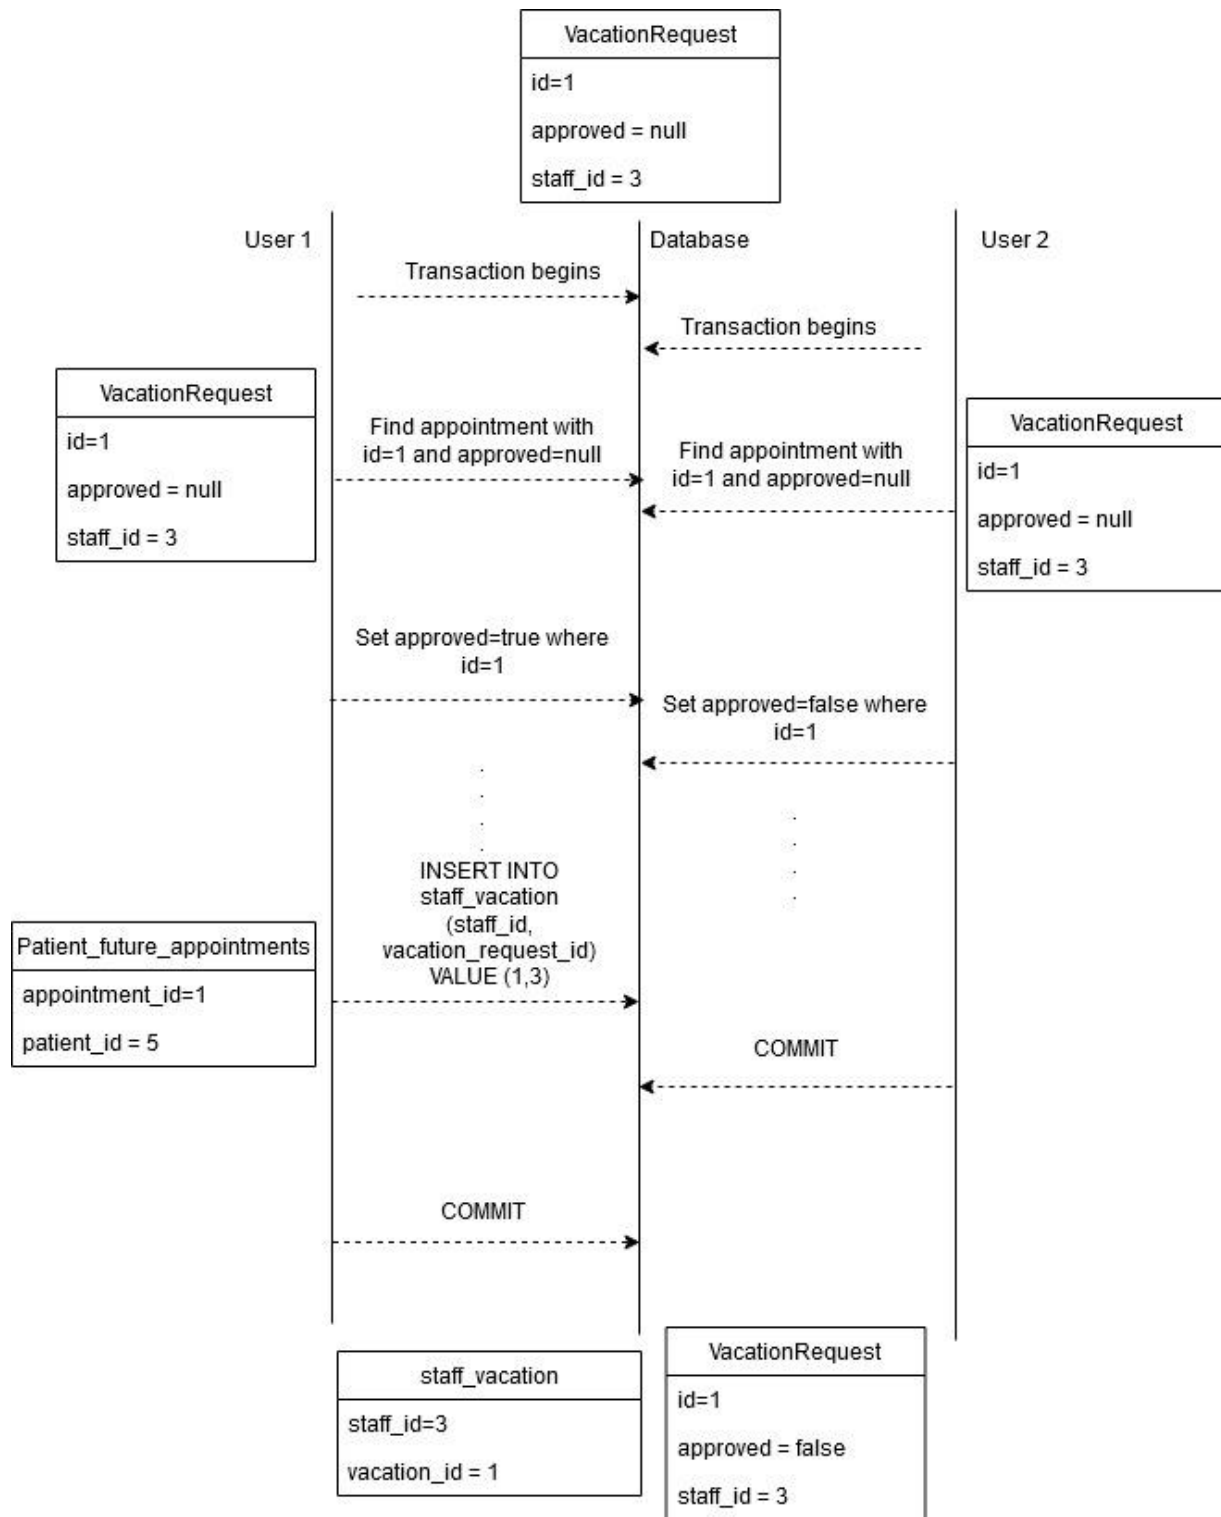 VacationRequest
id=1
approved = null
staff_id = 3
User 1
Database
User 2
Transaction begins
Transaction begins
VacationRequest
id=1
approved = null
staff_id = 3
Find appointment with
id=1 and approved=null
Find appointment with
id=1 and approved=null
VacationRequest
id=1
approved = null
staff_id = 3
Set approved=true where
id=1
Set approved=false where
id=1
.
.
.
.
.
.
.
.
INSERT INTO
staff_vacation
(staff_id,
vacation_request_id)
VALUE (1,3)
Patient_future_appointments
appointment_id=1
patient_id = 5
COMMIT
COMMIT
staff_vacation
staff_id=3
vacation_id = 1
VacationRequest
id=1
approved = false
staff_id = 3